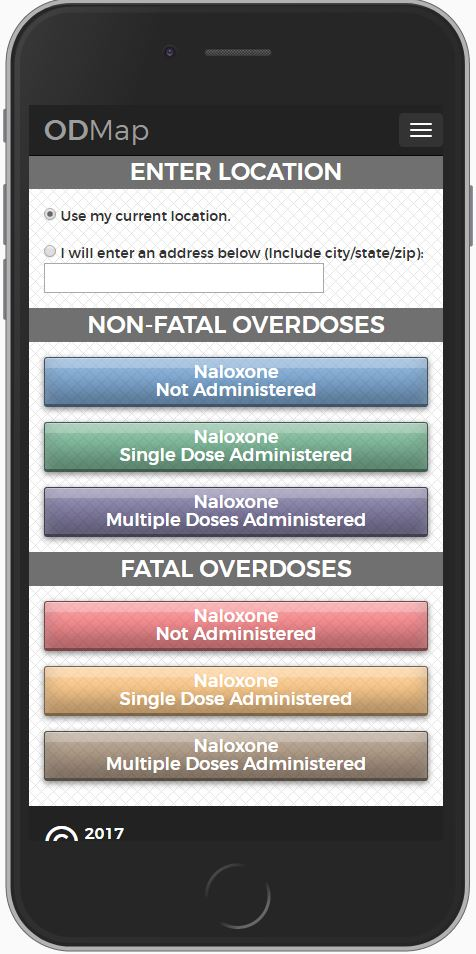 ODMap
ENTER LOCATION
Use my current location.
I will enter an address below (Include city/state/zip):
NON-FATAL OVERDOSES
Naloxone
Not Administered
Naloxone
Single Dose Administered
Naloxone
Multiple Doses Administered
FATAL OVERDOSES
Naloxone
Not Administered
Naloxone
Single Dose Administered
Naloxone
Multiple Doses Administered
© 2017